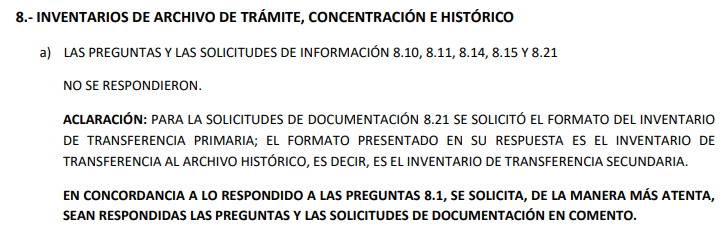 8.- INVENTARIOS DE ARCHIVO DE TRÁMITE, CONCENTRACIÓN E HISTÓRICO
a) LAS PREGUNTAS Y LAS SOLICITUDES DE INFORMACIÓN 8.10, 8.11, 8.14, 8.15 Y 8.21
NO SE RESPONDIERON.
ACLARACIÓN: PARA LA SOLICITUDES DE DOCUMENTACIÓN 8.21 SE SOLICITÓ EL FORMATO DEL INVENTARIO
DE TRANSFERENCIA PRIMARIA; EL FORMATO PRESENTADO EN SU RESPUESTA ES EL INVENTARIO DE
TRANSFERENCIA AL ARCHIVO HISTÓRICO, ES DECIR, ES EL INVENTARIO DE TRANSFERENCIA SECUNDARIA.
EN CONCORDANCIA A LO RESPONDIDO A LAS PREGUNTAS 8.1, SE SOLICITA, DE LA MANERA MÁS ATENTA,
SEAN RESPONDIDAS LAS PREGUNTAS Y LAS SOLICITUDES DE DOCUMENTACIÓN EN COMENTO.